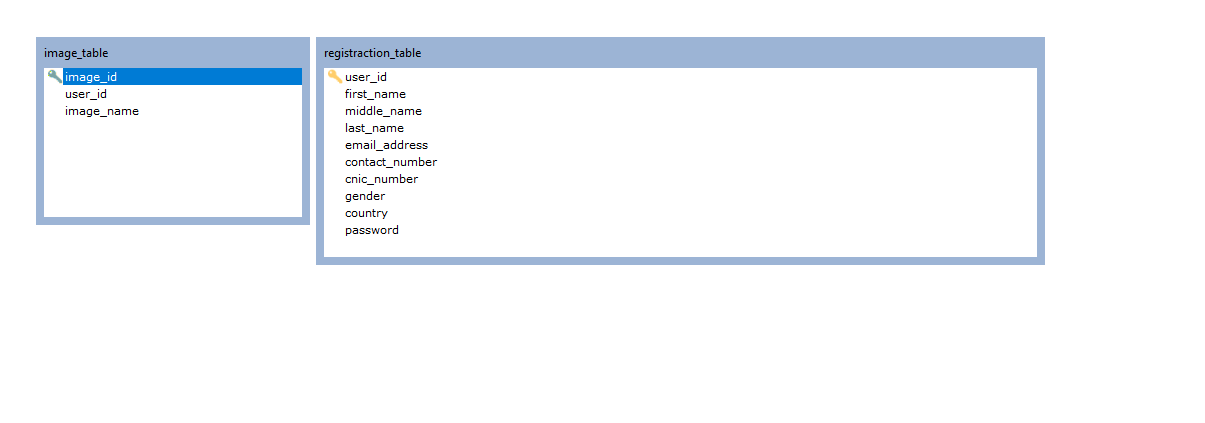 image_table
image_id
user_id
image_name
registraction_table
user_id
first_name
middle_name
last_name
email_address
contact_number
cnic_number
gender
country
password